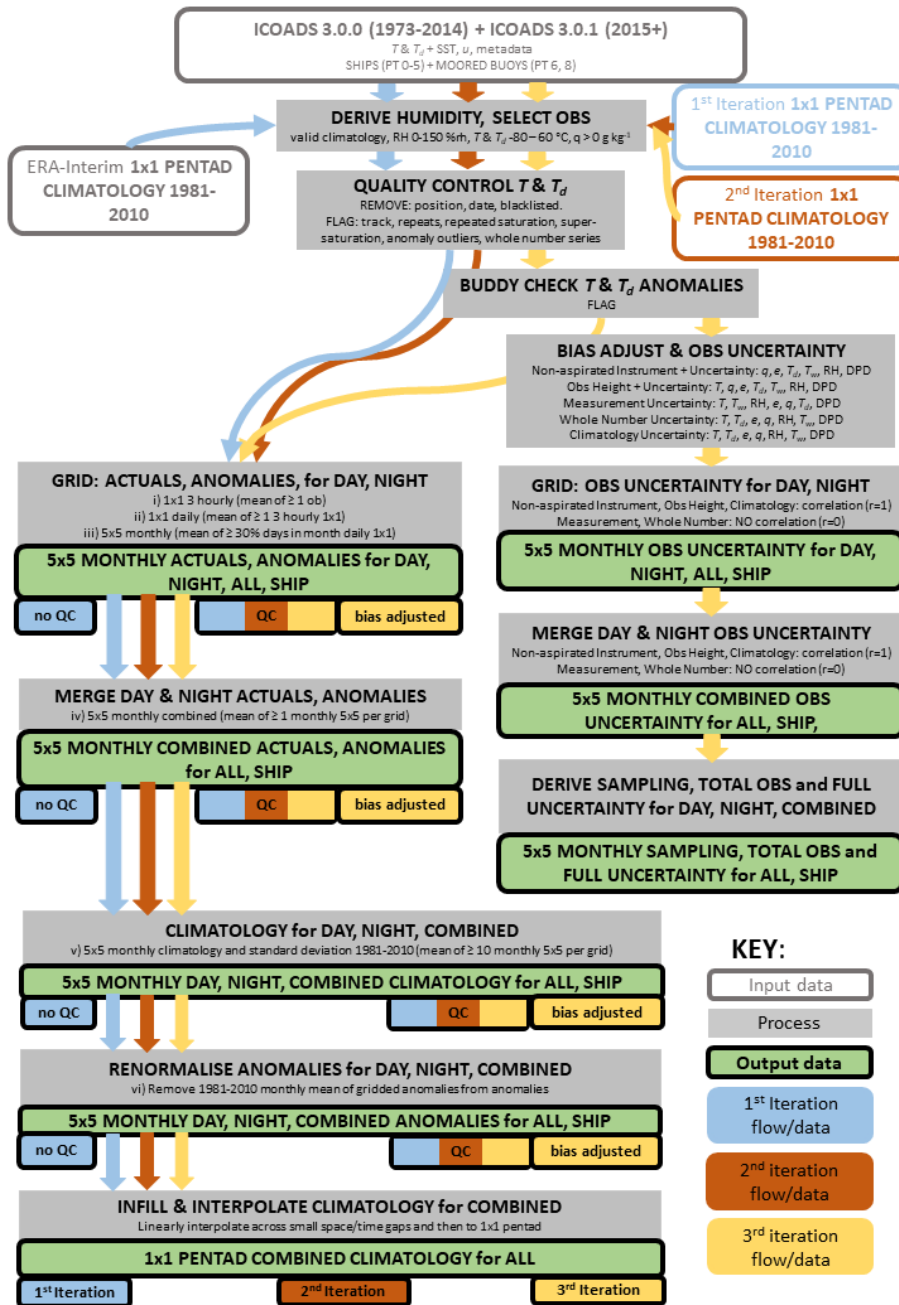 ICOADS 3.0.0 (1973-2014) + ICOADS 3.0.1 (2015+)
T & Td + SST, u, metadata
SHIPS (PT 0-5) + MOORED BUOYS (PT 6, 8)
DERIVE HUMIDITY, SELECT OBS
valid climatology, RH 0-150 %rh, T & Td -80 – 60 °C, q > 0 g kg-1
ERA-Interim 1x1 PENTAD
CLIMATOLOGY 1981-
2010
1st Iteration 1x1 PENTAD
CLIMATOLOGY 1981-
2010
2nd Iteration 1x1
PENTAD CLIMATOLOGY
1981-2010
QUALITY CONTROL T & Td
REMOVE: position, date, blacklisted.
FLAG: track, repeats, repeated saturation, super-
saturation, anomaly outliers, whole number series
BUDDY CHECK T & Td ANOMALIES
FLAG
BIAS ADJUST & OBS UNCERTAINTY
Non-aspirated Instrument + Uncertainty: q, e, Td, Tw, RH, DPD
Obs Height + Uncertainty: T, q, e, Td, Tw, RH, DPD
Measurement Uncertainty: T, Tw, RH, e, q, Td, DPD
Whole Number Uncertainty: T, Td, e, q, RH, Tw, DPD
Climatology Uncertainty: T, Td, e, q, RH, Tw, DPD
GRID: ACTUALS, ANOMALIES, for DAY, NIGHT
i) 1x1 3 hourly (mean of ≥ 1 ob)
ii) 1x1 daily (mean of ≥ 1 3 hourly 1x1)
iii) 5x5 monthly (mean of ≥ 30% days in month daily 1x1)
5x5 MONTHLY ACTUALS, ANOMALIES for DAY,
NIGHT, ALL, SHIP
no QC
QC
bias adjusted
GRID: OBS UNCERTAINTY for DAY, NIGHT
Non-aspirated Instrument, Obs Height, Climatology: correlation (r=1)
Measurement, Whole Number: NO correlation (r=0)
5x5 MONTHLY OBS UNCERTAINTY for DAY,
NIGHT, ALL, SHIP
MERGE DAY & NIGHT OBS UNCERTAINTY
Non-aspirated Instrument, Obs Height, Climatology: correlation (r=1)
Measurement, Whole Number: NO correlation (r=0)
5x5 MONTHLY COMBINED OBS
UNCERTAINTY for ALL, SHIP,
MERGE DAY & NIGHT ACTUALS, ANOMALIES
iv) 5x5 monthly combined (mean of ≥ 1 monthly 5x5 per grid)
5x5 MONTHLY COMBINED ACTUALS, ANOMALIES
for ALL, SHIP
no QC
QC
bias adjusted
DERIVE SAMPLING, TOTAL OBS and FULL
UNCERTAINTY for DAY, NIGHT, COMBINED
5x5 MONTHLY SAMPLING, TOTAL OBS and
FULL UNCERTAINTY for ALL, SHIP
CLIMATOLOGY for DAY, NIGHT, COMBINED
v) 5x5 monthly climatology and standard deviation 1981-2010 (mean of ≥ 10 monthly 5x5 per grid)
5x5 MONTHLY DAY, NIGHT, COMBINED CLIMATOLOGY for ALL, SHIP
no QC
QC
bias adjusted
RENORMALISE ANOMALIES for DAY, NIGHT, COMBINED
vi) Remove 1981-2010 monthly mean of gridded anomalies from anomalies
5x5 MONTHLY DAY, NIGHT, COMBINED ANOMALIES for ALL, SHIP
no QC
QC
bias adjusted
INFILL & INTERPOLATE CLIMATOLOGY for COMBINED
Linearly interpolate across small space/time gaps and then to 1x1 pentad
1x1 PENTAD COMBINED CLIMATOLOGY for ALL
1st Iteration
2nd Iteration
3rd Iteration
KEY:
Input data
Process
Output data
1st Iteration
flow/data
2nd iteration
flow/data
3rd iteration
flow/data